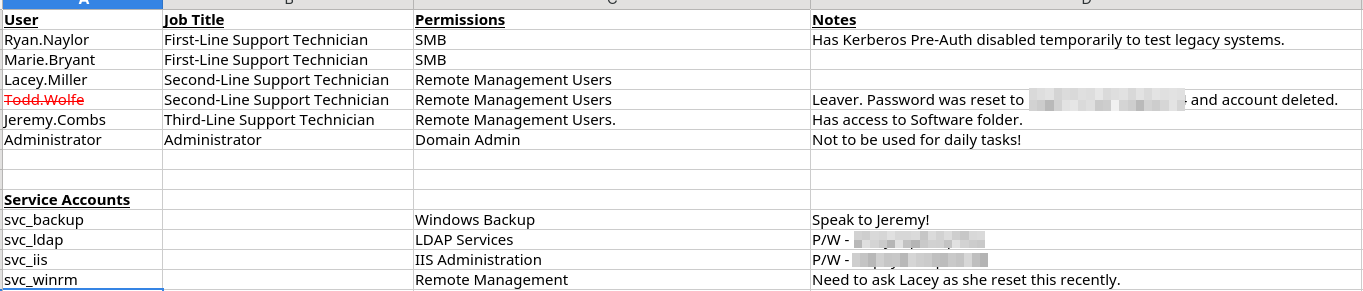 User Job Title Permissions Notes
Ryan.Naylor First-Line Support Technician SMB Has Kerberos Pre-Auth disabled temporarily to test legacy systems.
Marie.Bryant First-Line Support Technician SMB
Lacey.Miller Second-Line Support Technician Remote Management Users
Todd.Wolfe Second-Line Support Technician Remote Management Users Leaver. Password was reset to and account deleted.
Jeremy.Combs Third-Line Support Technician Remote Management Users. Has access to Software folder.
Administrator Administrator Domain Admin Not to be used for daily tasks!
Service Accounts
svc_backup Windows Backup Speak to Jeremy!
svc_ldap LDAP Services P/W -
svc_iis IIS Administration P/W -
svc_winrm Remote Management Need to ask Lacey as she reset this recently.